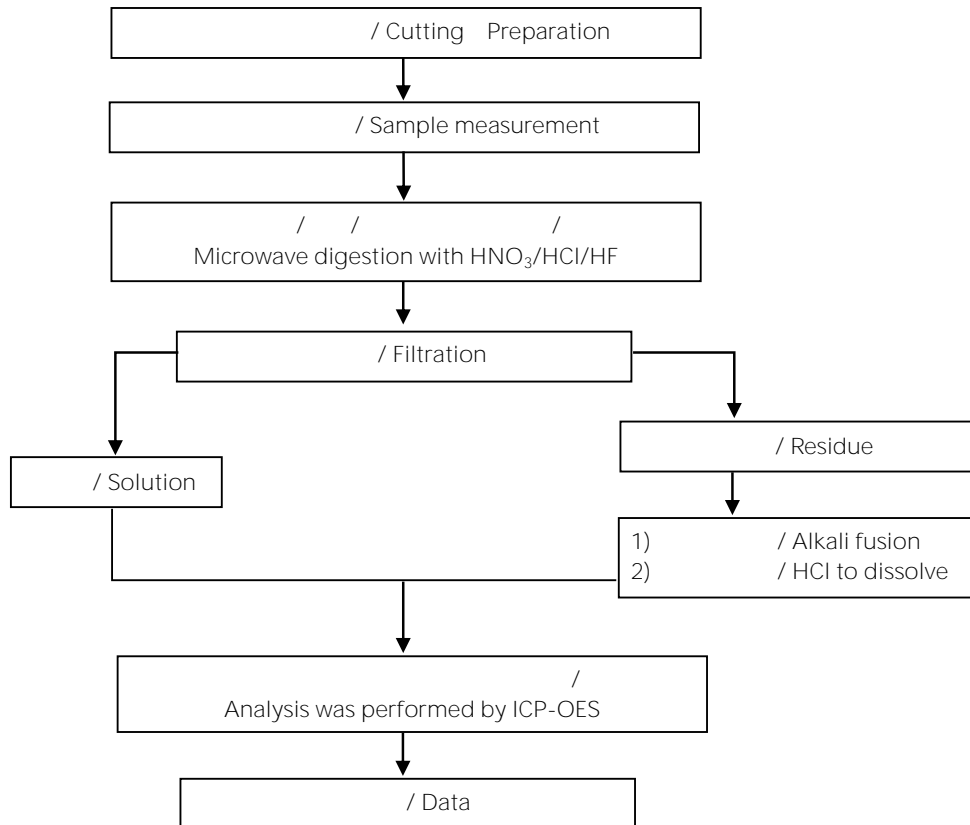 / Cutting Preparation
/ Sample measurement
/ / /
Microwave digestion with HNO₃/HCl/HF
/ Filtration
/ Residue
/ Solution
1) / Alkali fusion
2) / HCl to dissolve
/
Analysis was performed by ICP-OES
/ Data